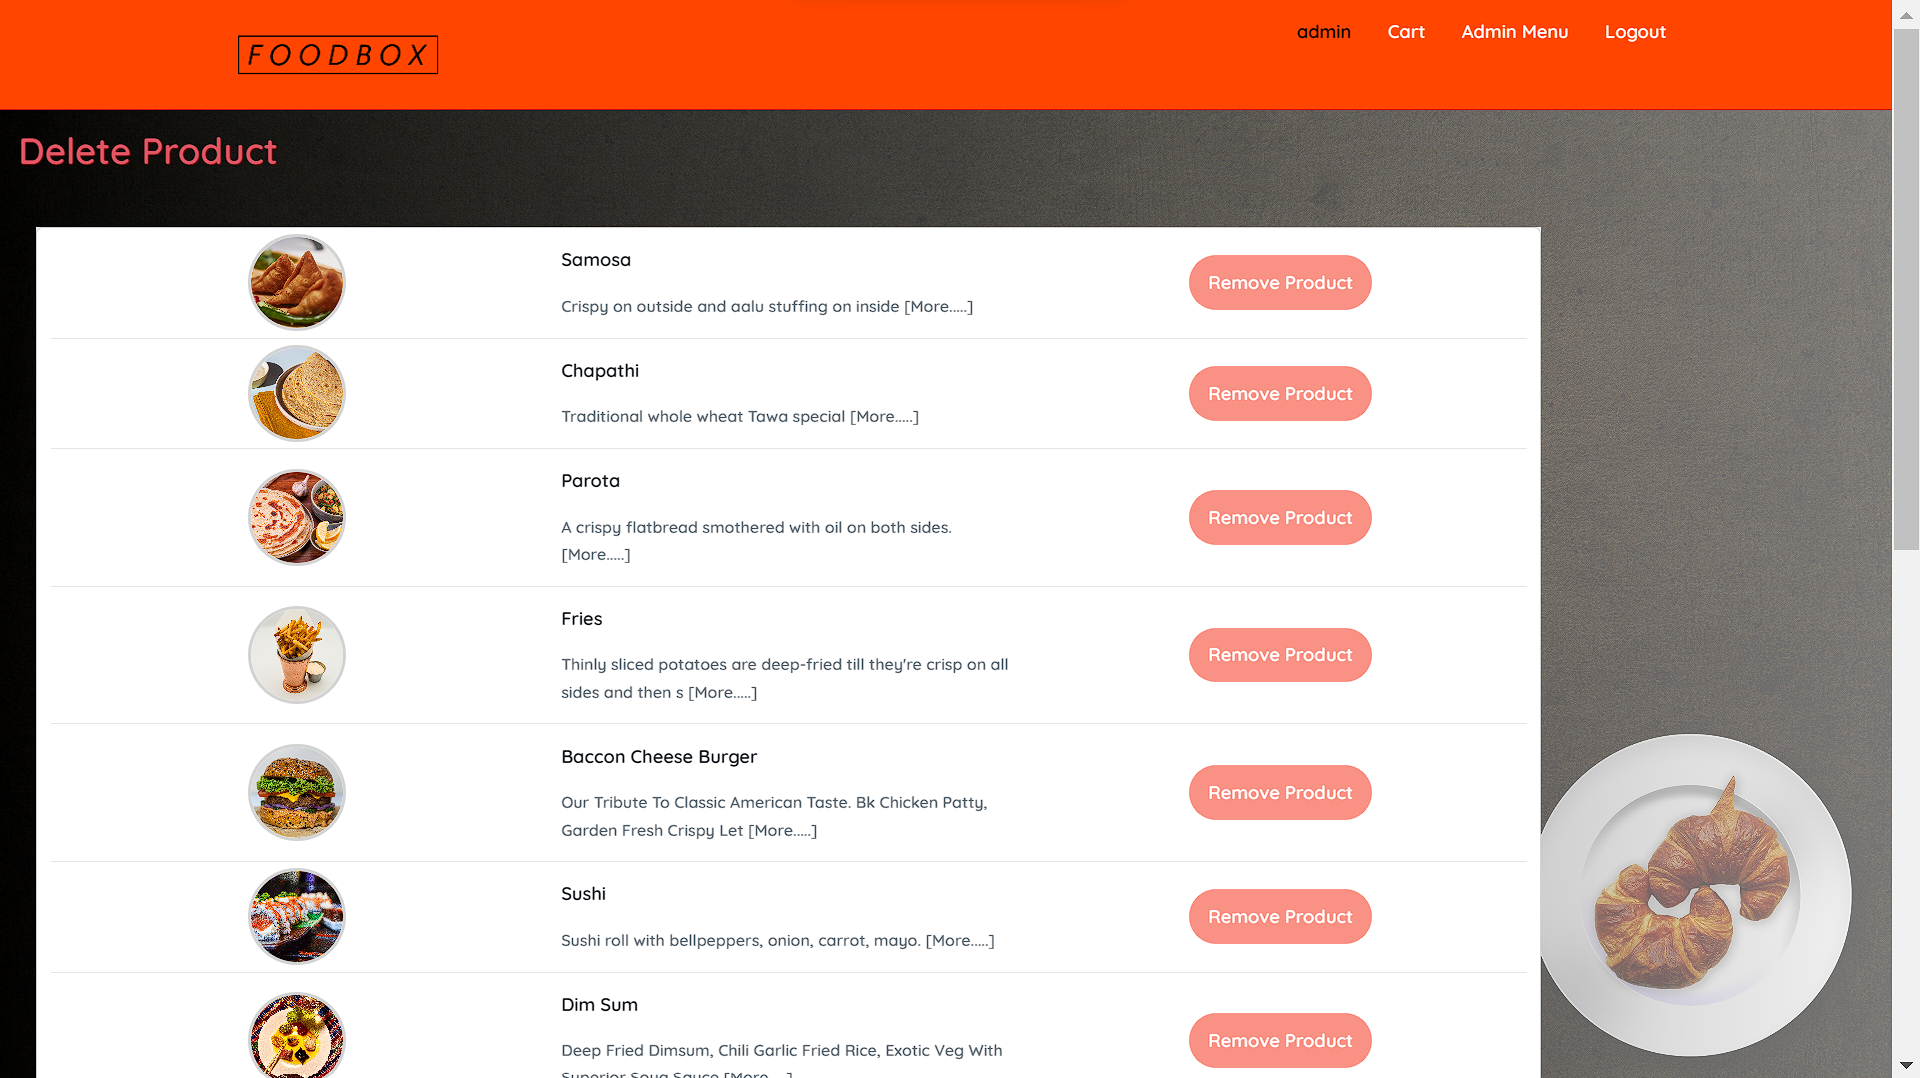 FOODBOX
admin Cart Admin Menu Logout
Delete Product
Samosa
Crispy on outside and aalu stuffing on inside [More.....]
Remove Product
Chapathi
Traditional whole wheat Tawa special [More.....]
Remove Product
Parota
A crispy flatbread smothered with oil on both sides.
[More.....]
Remove Product
Fries
Thinly sliced potatoes are deep-fried till they're crisp on all
sides and then s [More.....]
Remove Product
Baccon Cheese Burger
Our Tribute To Classic American Taste. Bk Chicken Patty,
Garden Fresh Crispy Let [More.....]
Remove Product
Sushi
Sushi roll with bellpeppers, onion, carrot, mayo. [More.....]
Remove Product
Dim Sum
Deep Fried Dimsum, Chili Garlic Fried Rice, Exotic Veg With
Superior Soya Sauce [More.....]
Remove Product